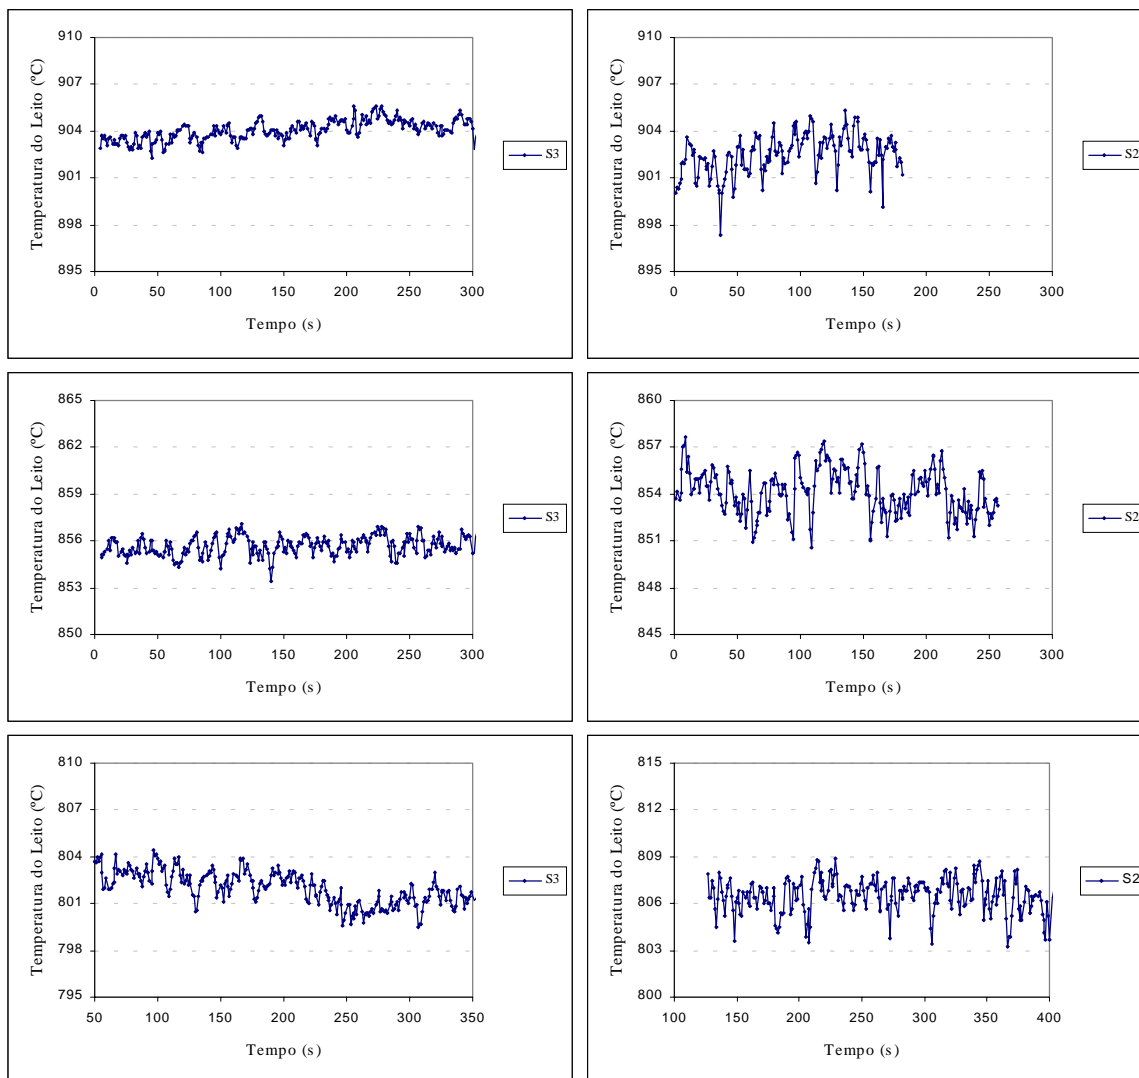 910
907
904
901
898
895
0 50 100 150 200 250 300
Temperatura do Leito (ºC)
Tempo (s)
S3
910
907
904
901
898
895
0 50 100 150 200 250 300
Temperatura do Leito (ºC)
Tempo (s)
S2
865
862
859
856
853
850
0 50 100 150 200 250 300
Temperatura do Leito (ºC)
Tempo (s)
S3
860
857
854
851
848
845
0 50 100 150 200 250 300
Temperatura do Leito (ºC)
Tempo (s)
S2
810
807
804
801
798
795
50 100 150 200 250 300 350
Temperatura do Leito (ºC)
Tempo (s)
S3
815
812
809
806
803
800
100 150 200 250 300 350 400
Temperatura do Leito (ºC)
Tempo (s)
S2